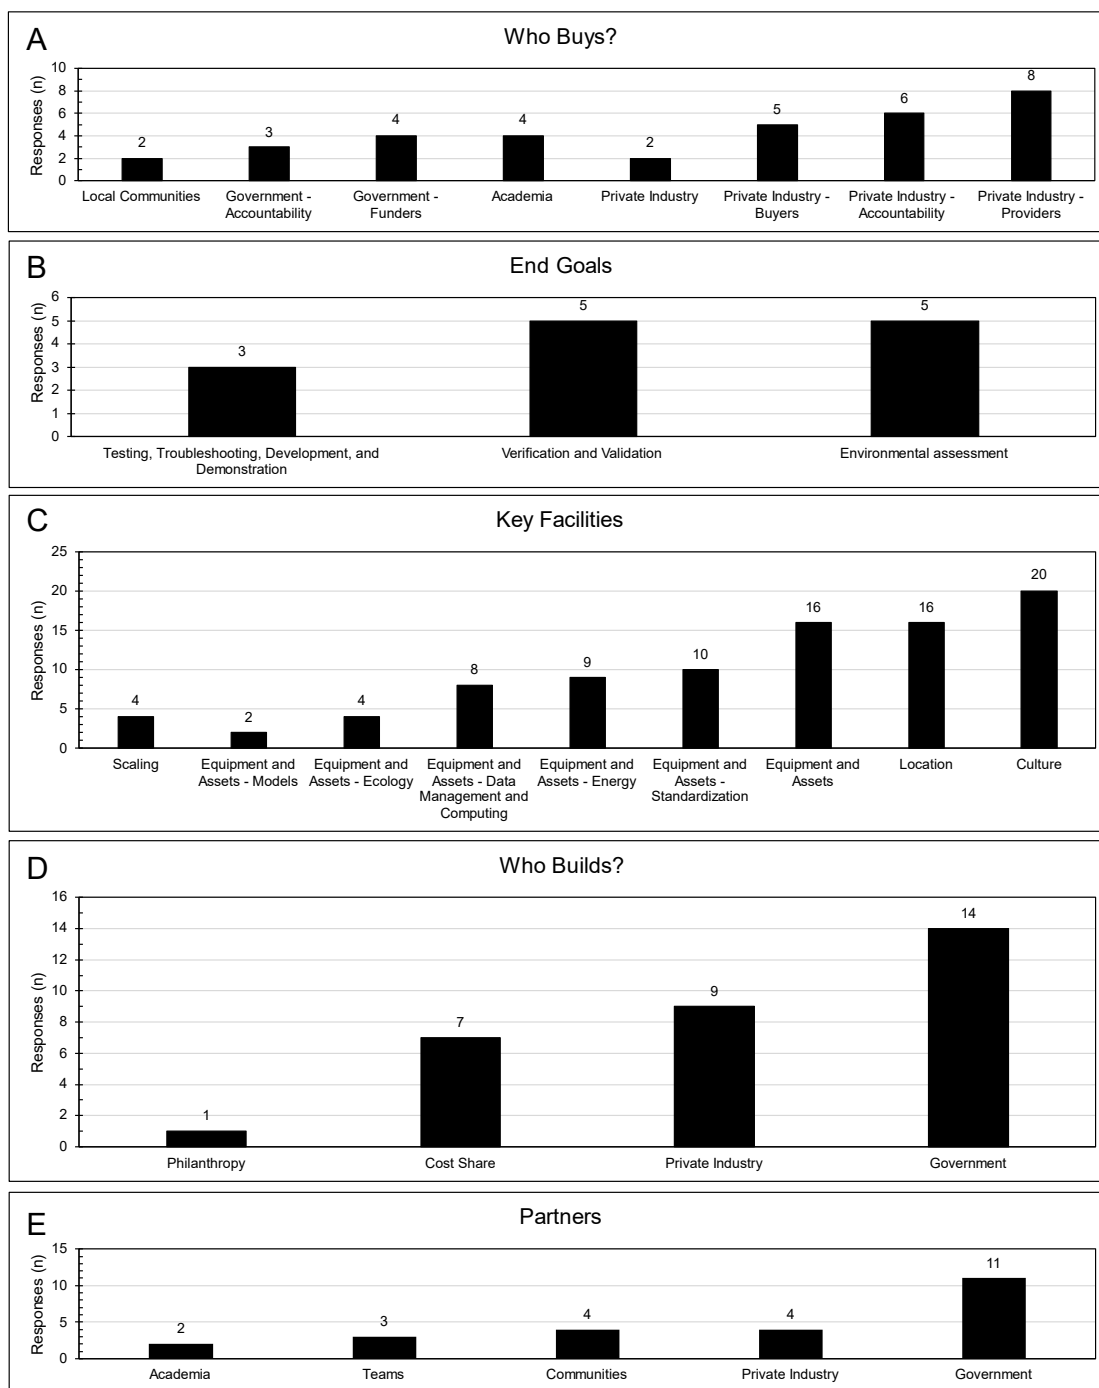 A
Who Buys?
Responses (n)
10
8
6
4
2
0
2
3
4
4
2
5
6
8
Local Communities
Government -
Accountability
Government -
Funders
Academia
Private Industry
Private Industry -
Buyers
Private Industry -
Accountability
Private Industry -
Providers
B
End Goals
Responses (n)
6
5
4
3
2
1
0
3
5
5
Testing, Troubleshooting, Development, and
Demonstration
Verification and Validation
Environmental assessment
C
Key Facilities
Responses (n)
25
20
15
10
5
0
4
2
4
8
9
10
16
16
20
Scaling
Equipment and
Assets - Models
Equipment and
Assets - Ecology
Equipment and
Assets - Data
Management and
Computing
Equipment and
Assets - Energy
Equipment and
Assets -
Standardization
Equipment and
Assets
Location
Culture
D
Who Builds?
Responses (n)
16
14
12
10
8
6
4
2
0
1
7
9
14
Philanthropy
Cost Share
Private Industry
Government
E
Partners
Responses (n)
15
10
5
0
2
3
4
4
11
Academia
Teams
Communities
Private Industry
Government